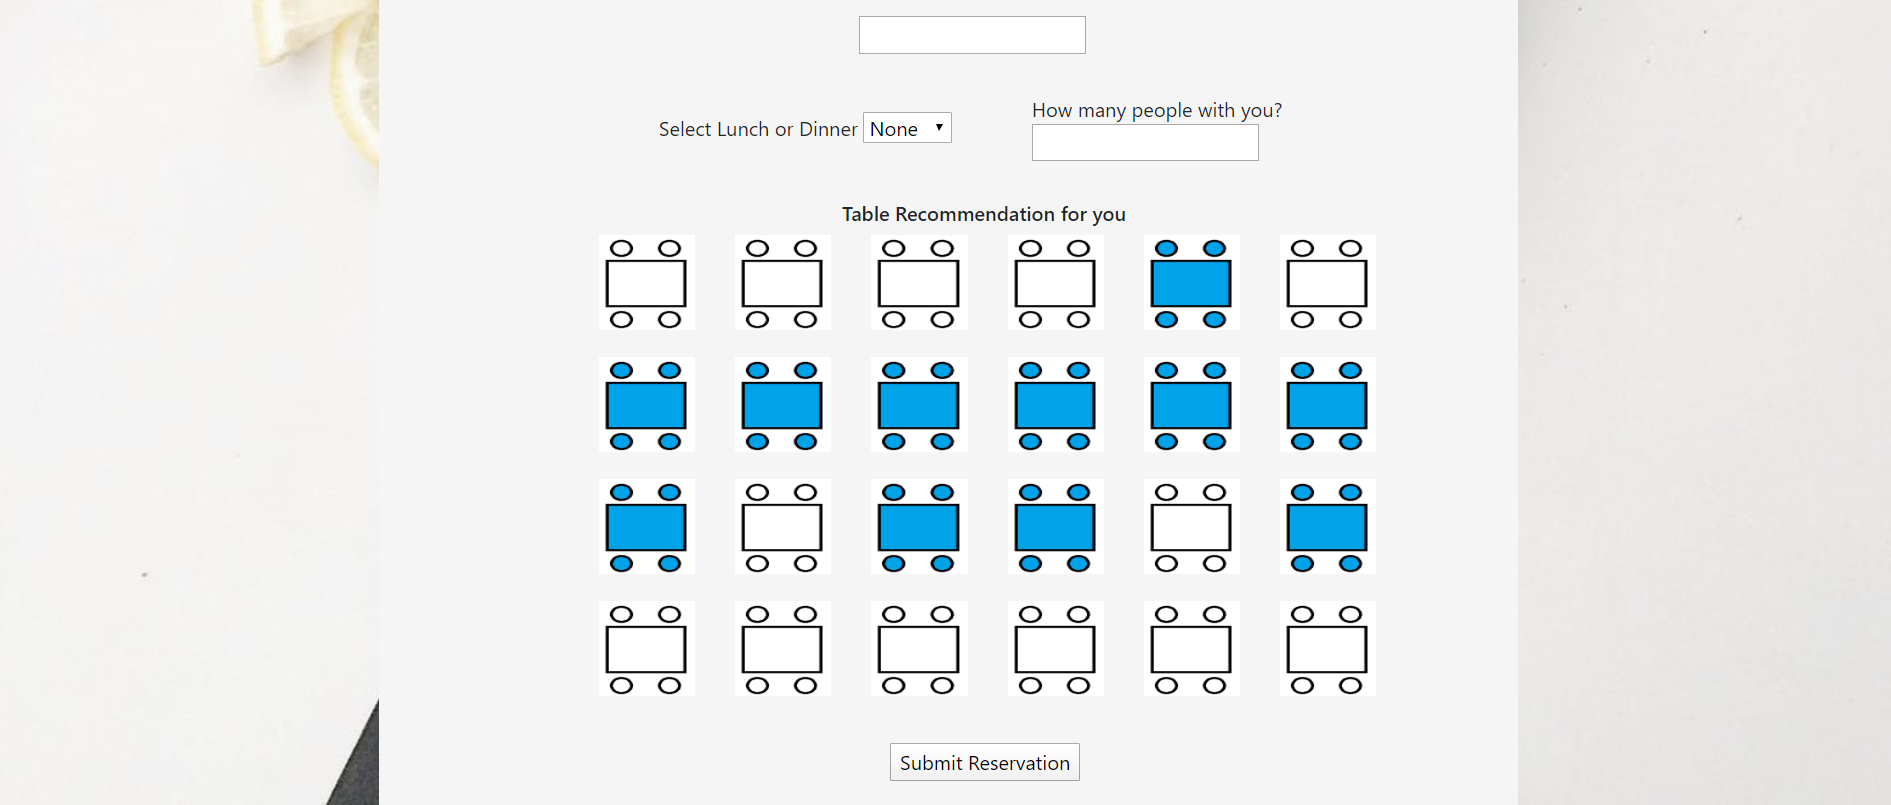 How many people with you?
Select Lunch or Dinner None
Table Recommendation for you
Submit Reservation